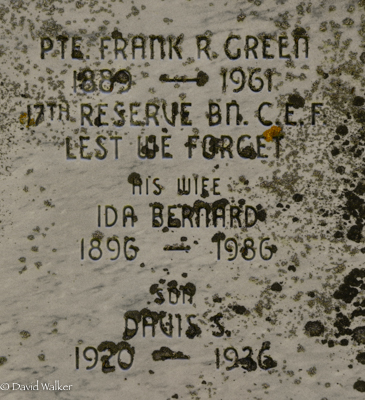 PTE. FRANK R. GREEN
1889 — 1961
17TH RESERVE BN. C.E.F.
LEST WE FORGET
HIS WIFE
IDA BERNARD
1896 — 1986
SON
DAVIS S.
1920 — 1936
© David Walker